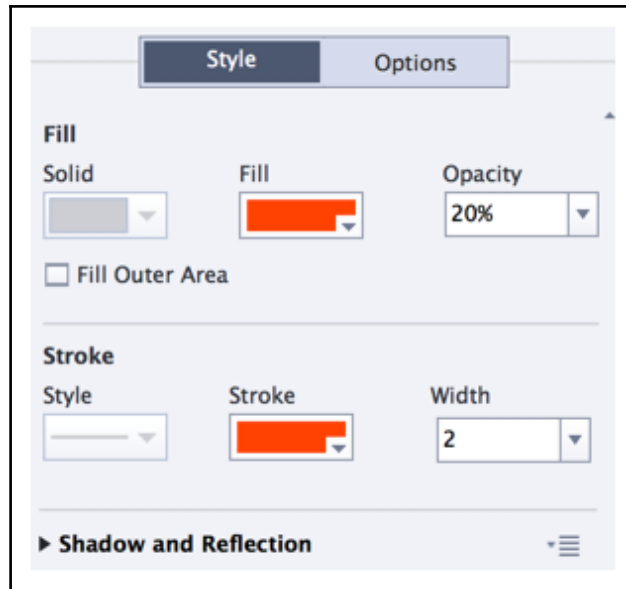 Style Options
Fill
Solid Fill Opacity
20%
Fill Outer Area
Stroke
Style Stroke Width
2
Shadow and Reflection